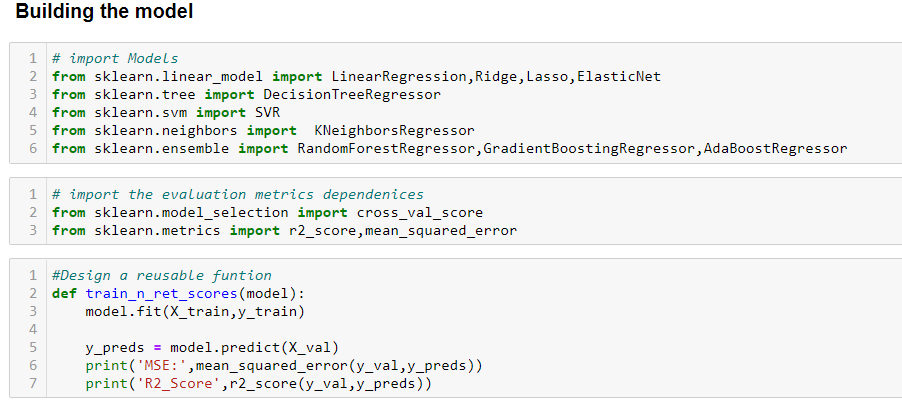 Building the model
1 # import Models
2 from sklearn.linear_model import LinearRegression,Ridge,Lasso,ElasticNet
3 from sklearn.tree import DecisionTreeRegressor
4 from sklearn.svm import SVR
5 from sklearn.neighbors import  KNeighborsRegressor
6 from sklearn.ensemble import RandomForestRegressor,GradientBoostingRegressor,AdaBoostRegressor
1 # import the evaluation metrics dependenices
2 from sklearn.model_selection import cross_val_score
3 from sklearn.metrics import r2_score,mean_squared_error
1 #Design a reusable funtion
2 def train_n_ret_scores(model):
3     model.fit(X_train,y_train)
4
5     y_preds = model.predict(X_val)
6     print('MSE:',mean_squared_error(y_val,y_preds))
7     print('R2_Score',r2_score(y_val,y_preds))